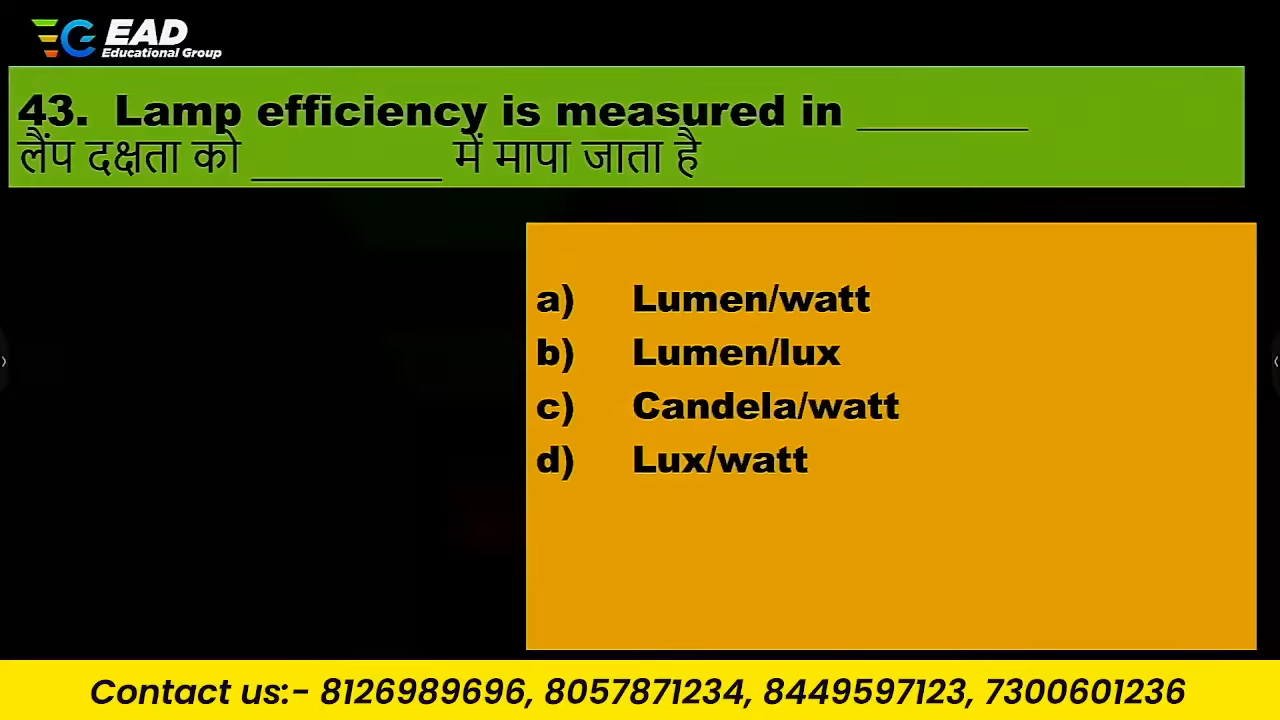 EAD
Educational Group
43. Lamp efficiency is measured in ________
लैंप दक्षता को _________ में मापा जाता है
a) Lumen/watt
b) Lumen/lux
c) Candela/watt
d) Lux/watt
Contact us:- 8126989696, 8057871234, 8449597123, 7300601236